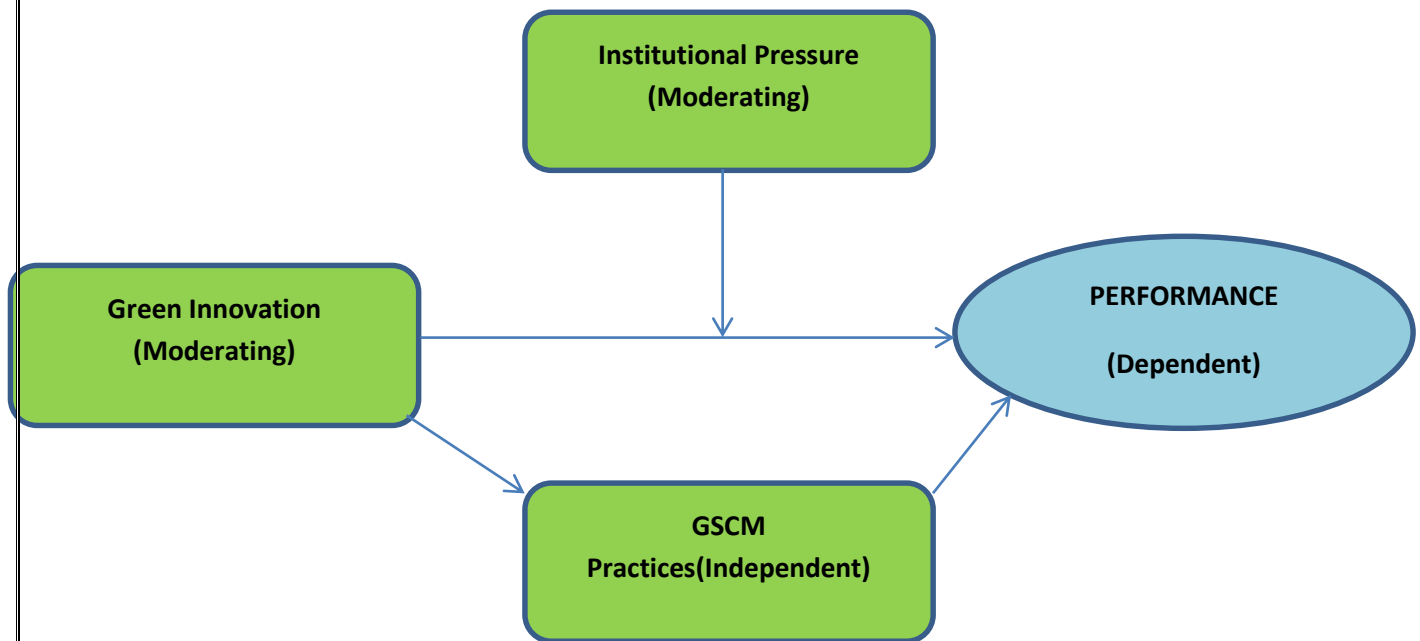 Institutional Pressure
(Moderating)
Green Innovation
(Moderating)
PERFORMANCE
(Dependent)
GSCM
Practices(Independent)